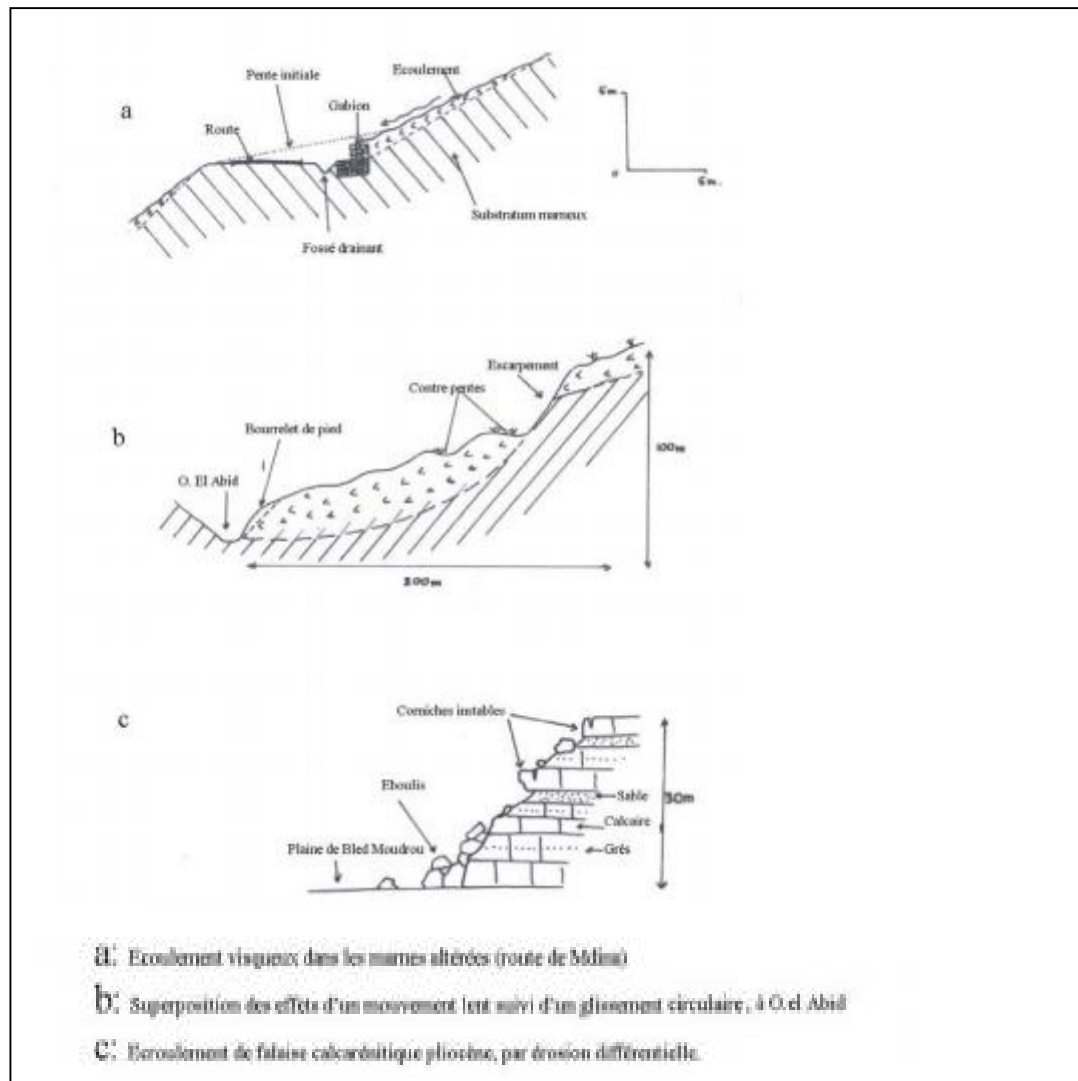 a
Pente initiale
Ecoulement
Gabion
Route
Substratum marneux
Fossé drainant
6m
0
6m.
b
Escarpement
Contre pentes
Bourrelet de pied
O. El Abid
100m
200m
c
Corniches instables
Eboulis
Sable
30m
Calcaire
Plaine de Bled Moudrou
Grés
a: Ecoulement visqueux dans les marnes altérées (route de Mdina)
b: Superposition des effets d'un mouvement lent suivi d'un glissement circulaire, à O.el Abid
c: Ecroulement de falaise calcarénitique pliocène, par érosion différentielle.